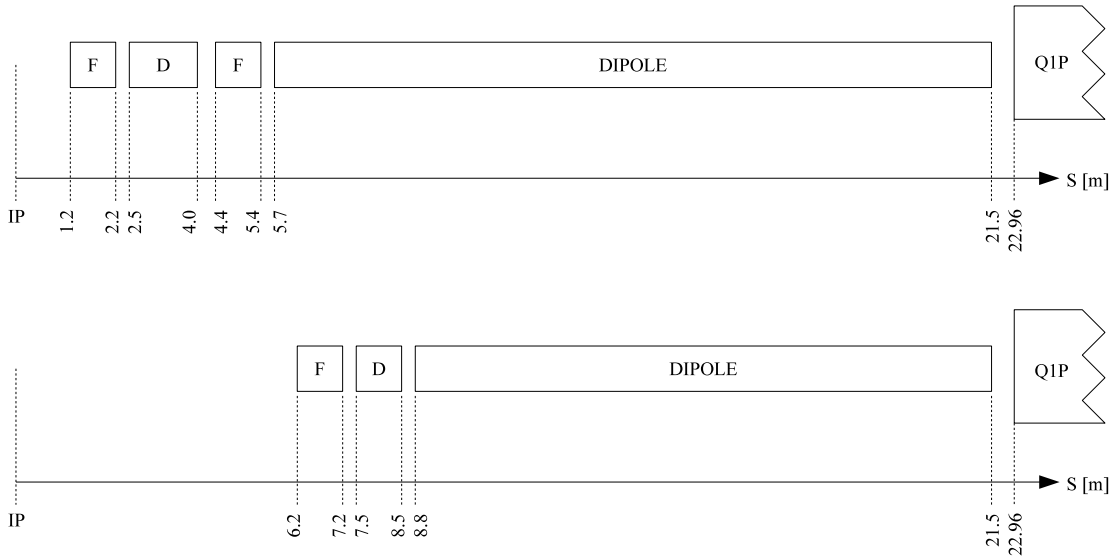 F D F DIPOLE Q1P
S [m]
IP 1.2 2.2 2.5 4.0 4.4 5.4 5.7 21.5 22.96
F D DIPOLE Q1P
S [m]
IP 6.2 7.2 7.5 8.5 8.8 21.5 22.96